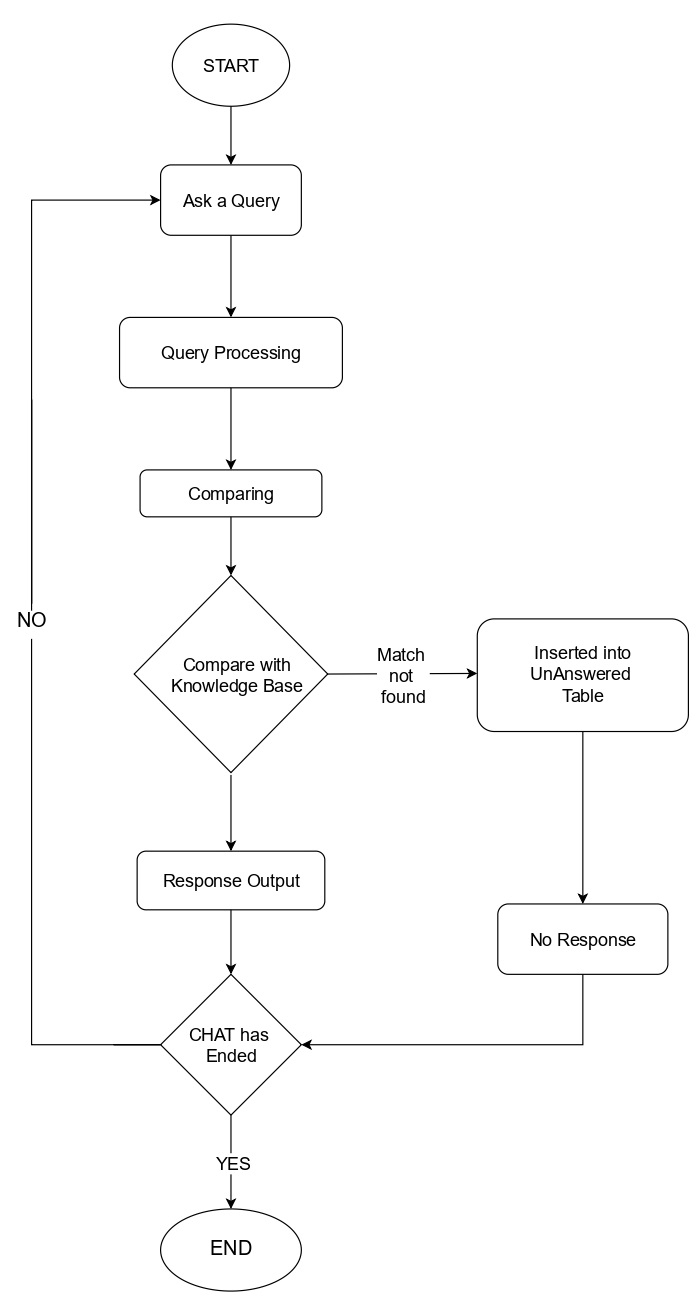 START
Ask a Query
Query Processing
Comparing
NO
Compare with
Knowledge Base
Match
not
found
Inserted into
UnAnswered
Table
Response Output
No Response
CHAT has
Ended
YES
END